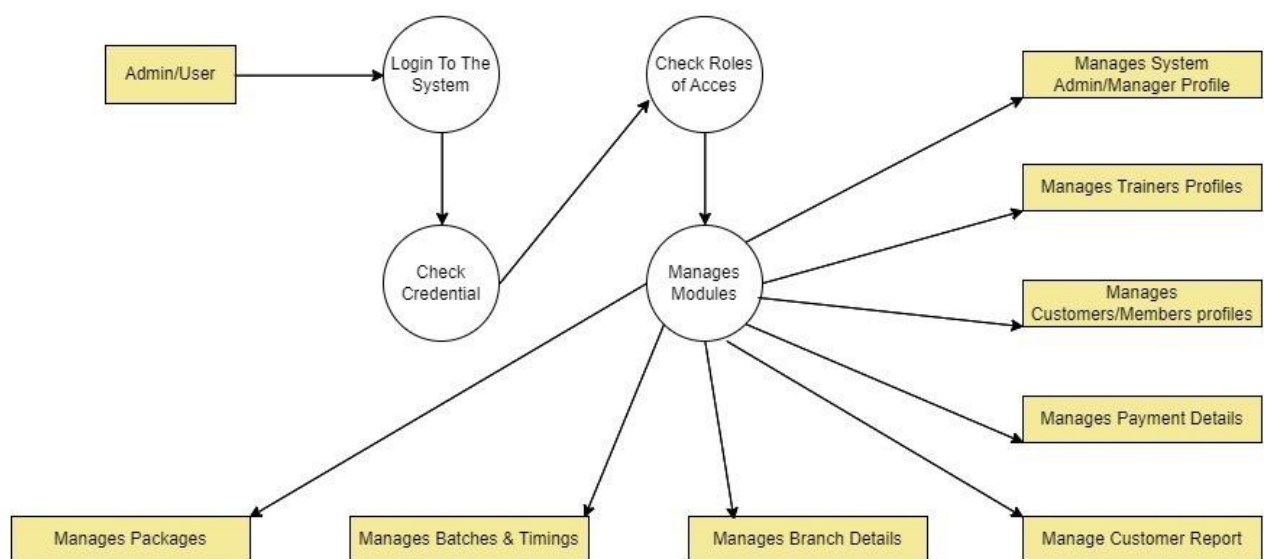 Admin/User
Login To The
System
Check Roles
of Acces
Manages System
Admin/Manager Profile
Manages Trainers Profiles
Check
Credential
Manages
Modules
Manages
Customers/Members profiles
Manages Payment Details
Manages Packages
Manages Batches & Timings
Manages Branch Details
Manage Customer Report